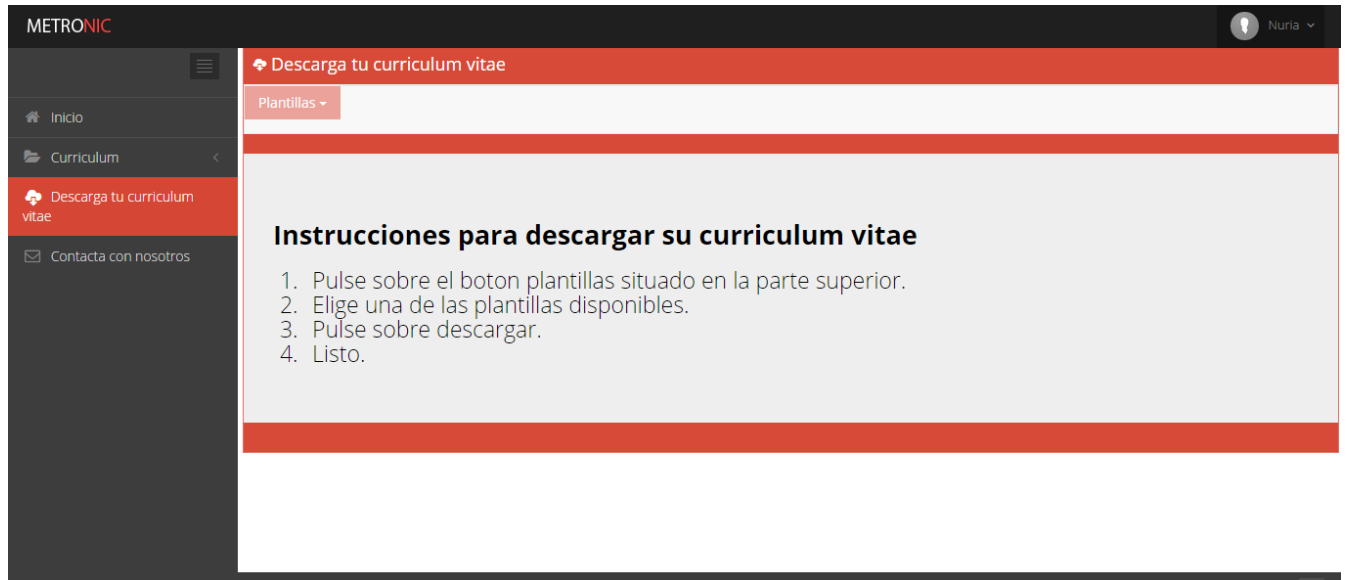 METRONIC
Nuria
Descarga tu curriculum vitae
Plantillas
Inicio
Curriculum
Descarga tu curriculum
vitae
Contacta con nosotros
Instrucciones para descargar su curriculum vitae
1. Pulse sobre el boton plantillas situado en la parte superior.
2. Elige una de las plantillas disponibles.
3. Pulse sobre descargar.
4. Listo.